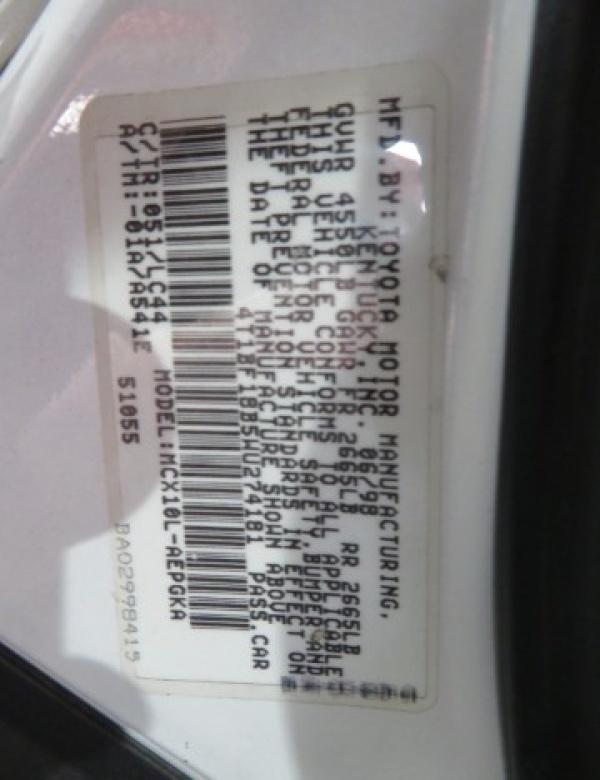 MFD.BY:TOYOTA MOTOR MANUFACTURING,
KENTUCKY,INC. 06/98
GVWR 4550LB GAWR FR 2665LB RR 2665LB
THIS VEHICLE CONFORMS TO ALL APPLICABLE
FEDERAL MOTOR VEHICLE SAFETY,BUMPER,AND
THEFT PREVENTION STANDARDS IN EFFECT ON
THE DATE OF MANUFACTURE SHOWN ABOVE.
4T1BF18B5WU274181 PASS.CAR
C/TR:051/LC44 MODEL:MCX10L-AEPGKA
A/TM:-01A/A541E 51055
BA02998415